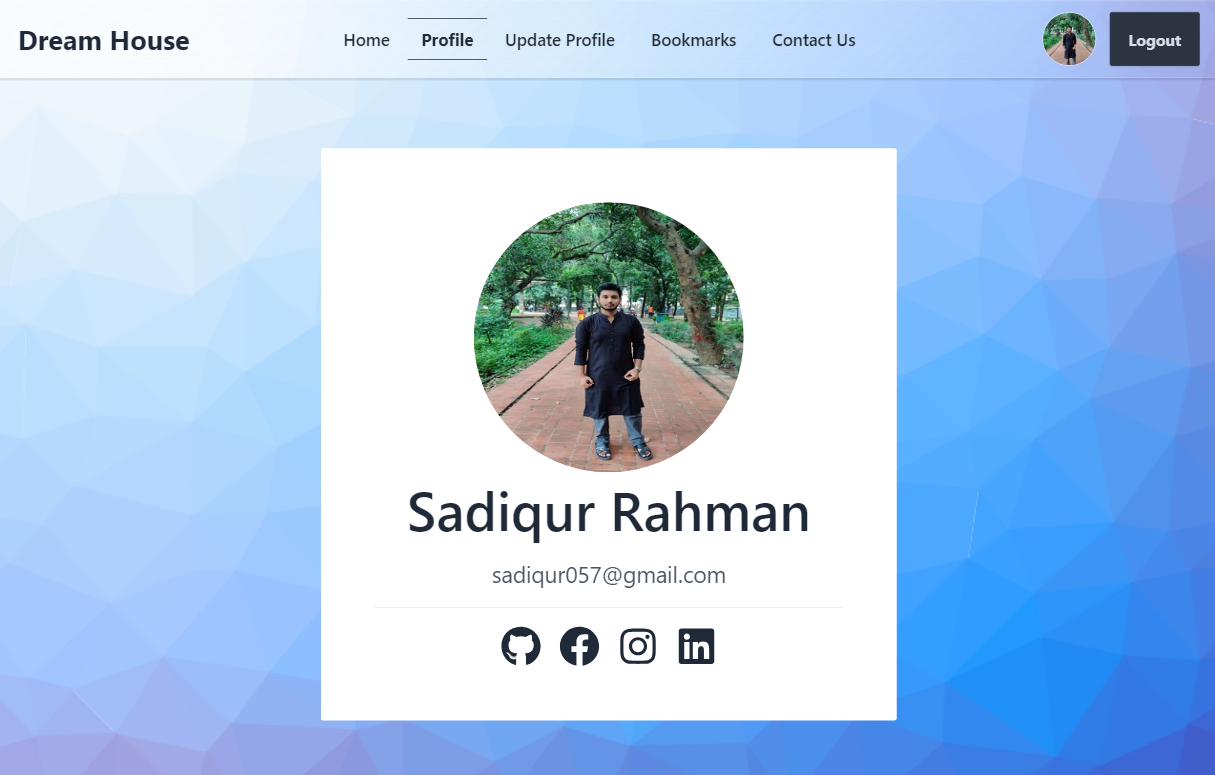 Dream House
Home
Profile
Update Profile
Bookmarks
Contact Us
Logout
Sadiqur Rahman
sadiqur057@gmail.com